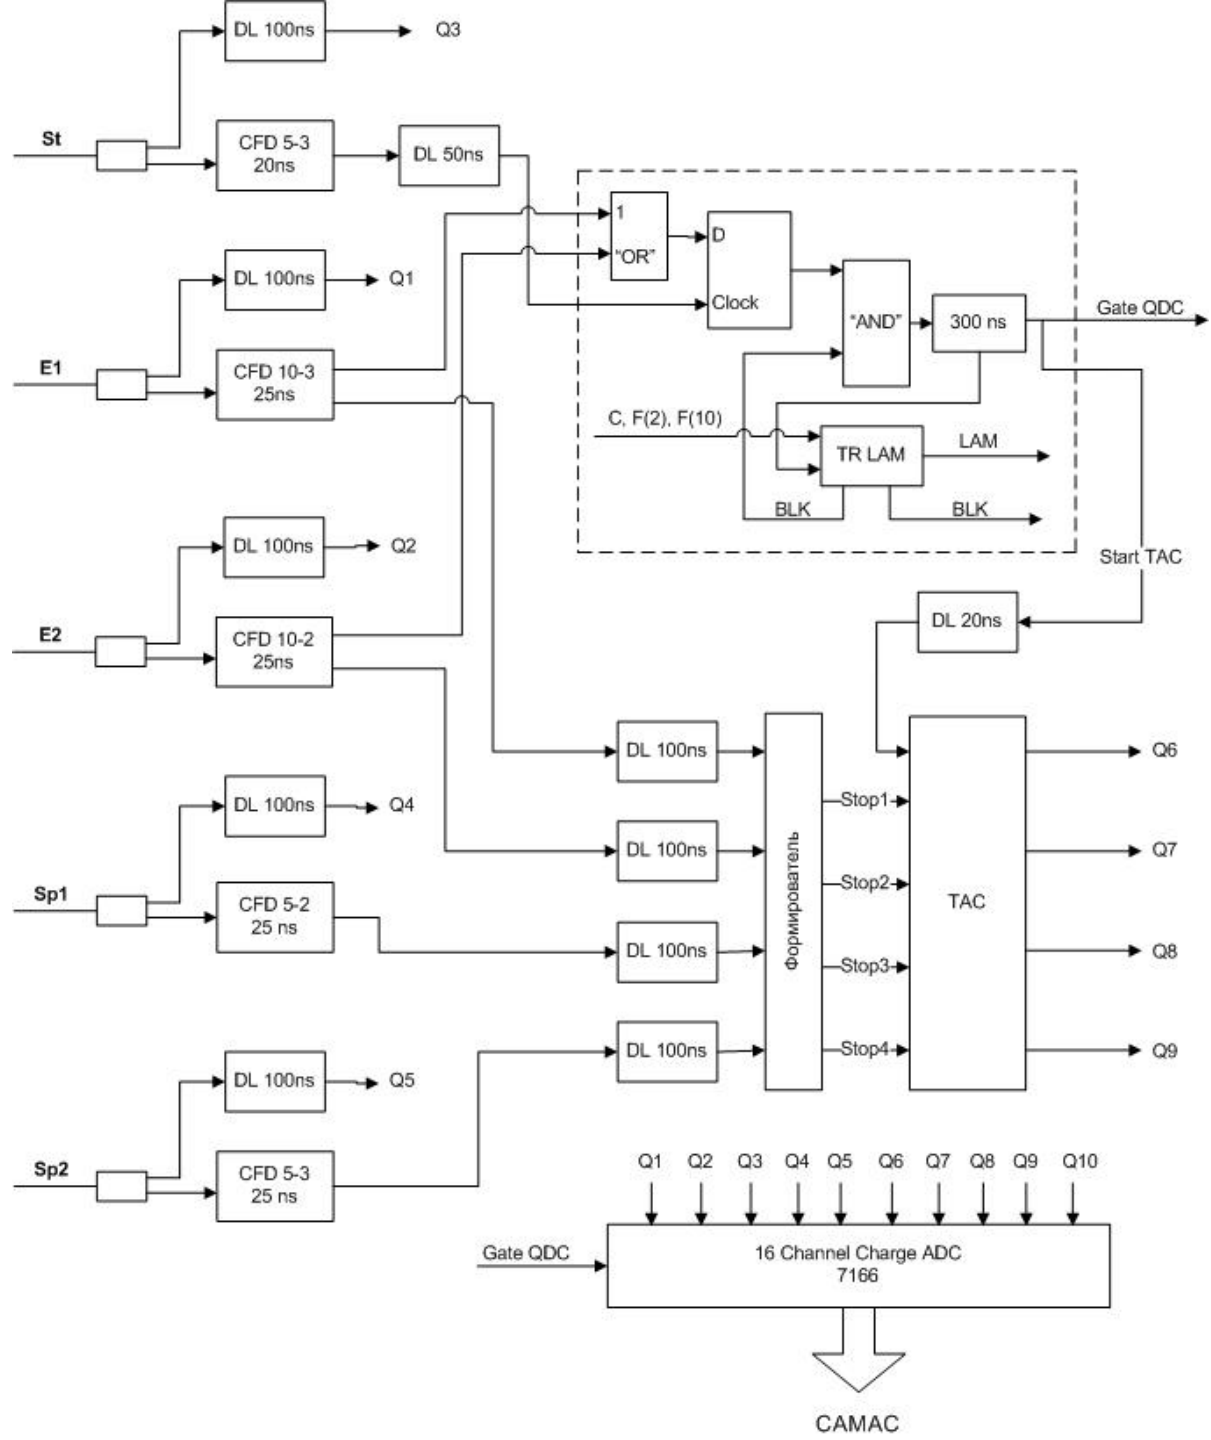 DL 100ns
Q3
St
CFD 5-3
20ns
DL 50ns
1
"OR"
D
Clock
"AND"
300 ns
Gate QDC
DL 100ns
Q1
E1
CFD 10-3
25ns
C, F(2), F(10)
TR LAM
LAM
BLK
BLK
Start TAC
DL 100ns
Q2
E2
CFD 10-2
25ns
DL 20ns
DL 100ns
Q6
DL 100ns
Q4
Stop1
DL 100ns
Q7
Sp1
CFD 5-2
25 ns
Stop2
Формирователь
TAC
DL 100ns
Q8
Stop3
DL 100ns
Stop4
Q9
DL 100ns
Q5
Sp2
CFD 5-3
25 ns
Q1 Q2 Q3 Q4 Q5 Q6 Q7 Q8 Q9 Q10
Gate QDC
16 Channel Charge ADC
7166
CAMAC